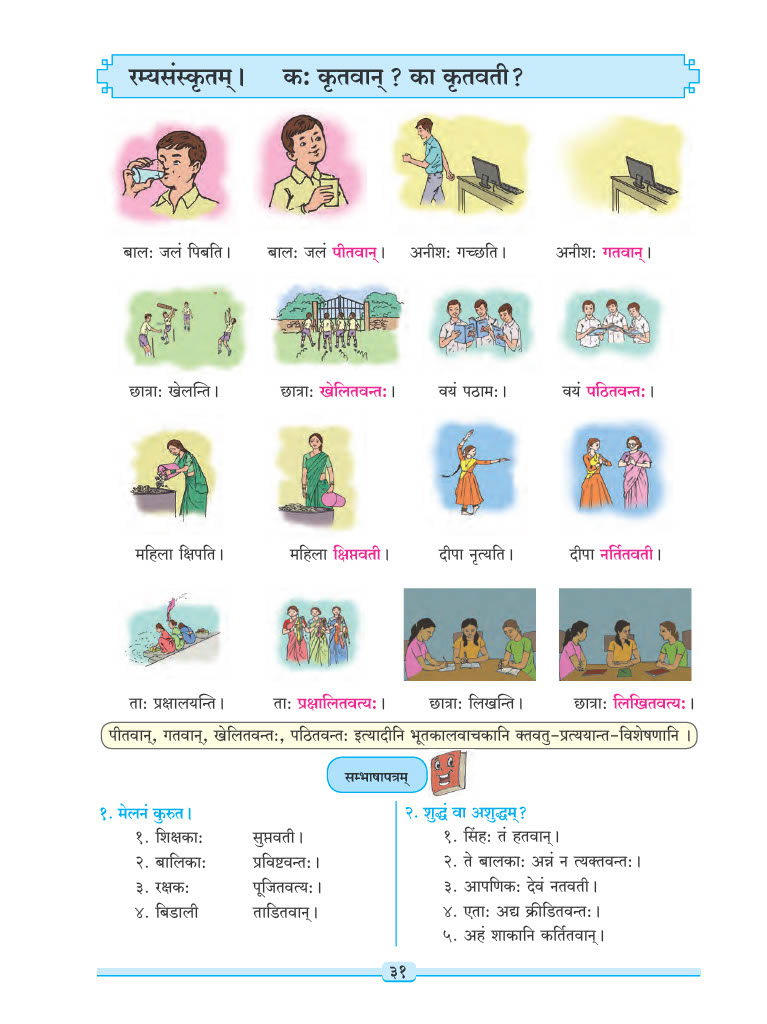 रम्यसंस्कृतम् । कः कृतवान् ? का कृतवती ?
बालः जलं पिबति । बालः जलं पीतवान् । अनीशः गच्छति । अनीशः गतवान् ।
छात्राः खेलन्ति । छात्राः खेलितवन्तः । वयं पठामः । वयं पठितवन्तः ।
महिला क्षिपति । महिला क्षिप्तवती । दीपा नृत्यति । दीपा नर्तितवती ।
ताः प्रक्षालयन्ति । ताः प्रक्षालितवत्यः । छात्राः लिखन्ति । छात्राः लिखितवत्यः ।
पीतवान्, गतवान्, खेलितवन्तः, पठितवन्तः इत्यादीनि भूतकालवाचकानि क्तवतु-प्रत्ययान्त-विशेषणानि ।
सम्भाषापत्रम्
१. मेलनं कुरुत ।
१. शिक्षकाः सुप्तवती ।
२. बालिकाः प्रविष्टवन्तः ।
३. रक्षकः पूजितवत्यः ।
४. बिडाली ताडितवान् ।
२. शुद्धं वा अशुद्धम् ?
१. सिंहः तं हतवान् ।
२. ते बालकाः अन्नं न त्यक्तवन्तः ।
३. आपणिकः देवं नतवती ।
४. एताः अद्य क्रीडितवन्तः ।
५. अहं शाकानि कर्तितवान् ।
३१